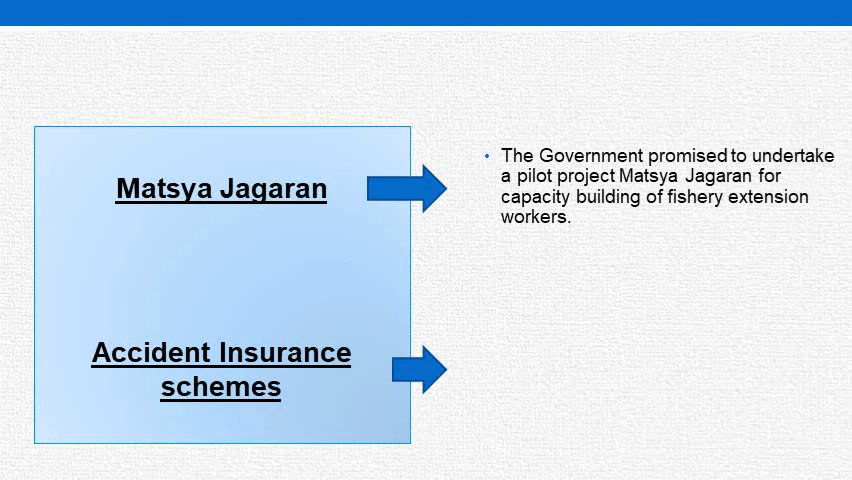 Matsya Jagaran
• The Government promised to undertake
a pilot project Matsya Jagaran for
capacity building of fishery extension
workers.
Accident Insurance
schemes